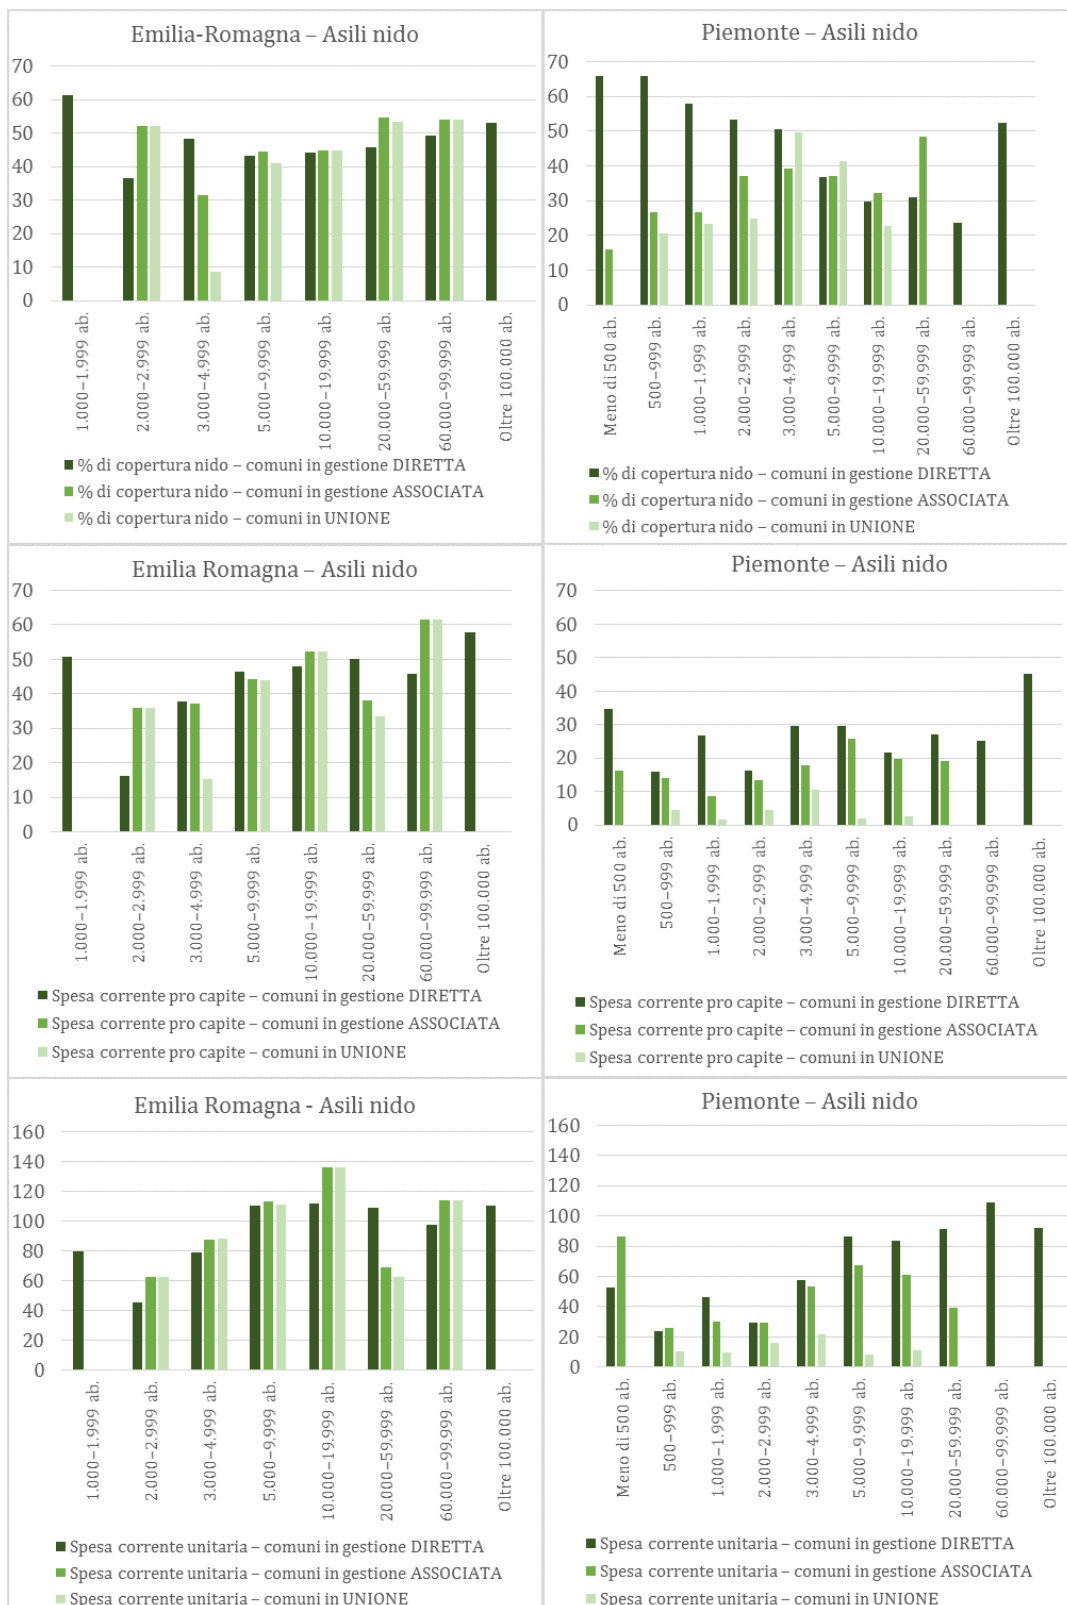 Emilia-Romagna – Asili nido
70
60
50
40
30
20
10
0
1.000–1.999 ab.
2.000–2.999 ab.
3.000–4.999 ab.
5.000–9.999 ab.
10.000–19.999 ab.
20.000–59.999 ab.
60.000–99.999 ab.
Oltre 100.000 ab.
% di copertura nido – comuni in gestione DIRETTA
% di copertura nido – comuni in gestione ASSOCIATA
% di copertura nido – comuni in UNIONE
Piemonte – Asili nido
70
60
50
40
30
20
10
0
Meno di 500 ab.
500–999 ab.
1.000–1.999 ab.
2.000–2.999 ab.
3.000–4.999 ab.
5.000–9.999 ab.
10.000–19.999 ab.
20.000–59.999 ab.
60.000–99.999 ab.
Oltre 100.000 ab.
% di copertura nido – comuni in gestione DIRETTA
% di copertura nido – comuni in gestione ASSOCIATA
% di copertura nido – comuni in UNIONE
Emilia Romagna – Asili nido
70
60
50
40
30
20
10
0
1.000–1.999 ab.
2.000–2.999 ab.
3.000–4.999 ab.
5.000–9.999 ab.
10.000–19.999 ab.
20.000–59.999 ab.
60.000–99.999 ab.
Oltre 100.000 ab.
Spesa corrente pro capite – comuni in gestione DIRETTA
Spesa corrente pro capite – comuni in gestione ASSOCIATA
Spesa corrente pro capite – comuni in UNIONE
Piemonte – Asili nido
70
60
50
40
30
20
10
0
Meno di 500 ab.
500–999 ab.
1.000–1.999 ab.
2.000–2.999 ab.
3.000–4.999 ab.
5.000–9.999 ab.
10.000–19.999 ab.
20.000–59.999 ab.
60.000–99.999 ab.
Oltre 100.000 ab.
Spesa corrente pro capite – comuni in gestione DIRETTA
Spesa corrente pro capite – comuni in gestione ASSOCIATA
Spesa corrente pro capite – comuni in UNIONE
Emilia Romagna - Asili nido
160
140
120
100
80
60
40
20
0
1.000–1.999 ab.
2.000–2.999 ab.
3.000–4.999 ab.
5.000–9.999 ab.
10.000–19.999 ab.
20.000–59.999 ab.
60.000–99.999 ab.
Oltre 100.000 ab.
Spesa corrente unitaria – comuni in gestione DIRETTA
Spesa corrente unitaria – comuni in gestione ASSOCIATA
Spesa corrente unitaria – comuni in UNIONE
Piemonte – Asili nido
160
140
120
100
80
60
40
20
0
Meno di 500 ab.
500–999 ab.
1.000–1.999 ab.
2.000–2.999 ab.
3.000–4.999 ab.
5.000–9.999 ab.
10.000–19.999 ab.
20.000–59.999 ab.
60.000–99.999 ab.
Oltre 100.000 ab.
Spesa corrente unitaria – comuni in gestione DIRETTA
Spesa corrente unitaria – comuni in gestione ASSOCIATA
Spesa corrente unitaria – comuni in UNIONE